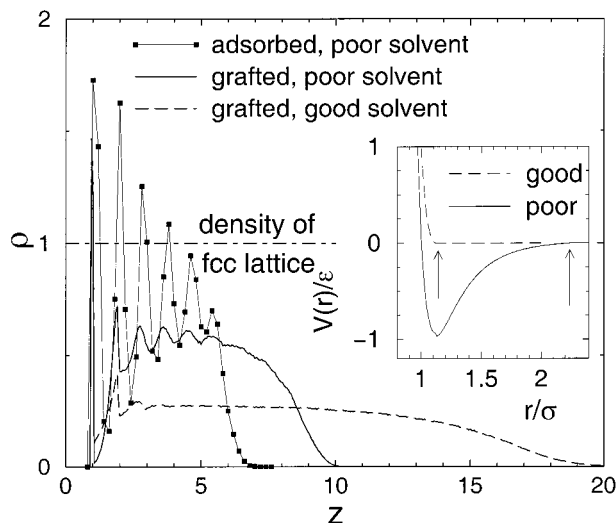 2
adsorbed, poor solvent
grafted, poor solvent
grafted, good solvent
1
good
poor
density of
fcc lattice
1
0
−1
V(r)/ε
ρ
1
1.5
2
r/σ
0
0
5
10
15
20
z